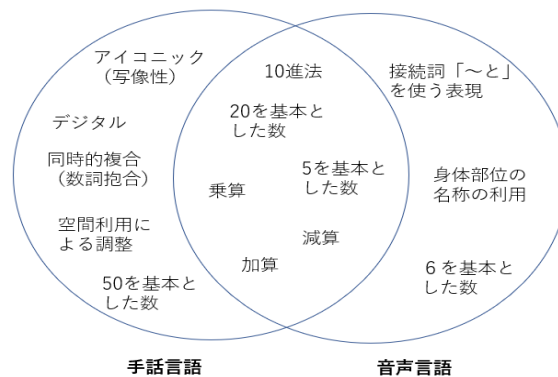 アイコニック
（写像性）
デジタル
同時的複合
（数詞抱合）
空間利用に
よる調整
50を基本と
した数
10進法
20を基本と
した数
5を基本と
した数
乗算
減算
加算
接続詞「～と」
を使う表現
身体部位の
名称の利用
６を基本と
した数
手話言語
音声言語